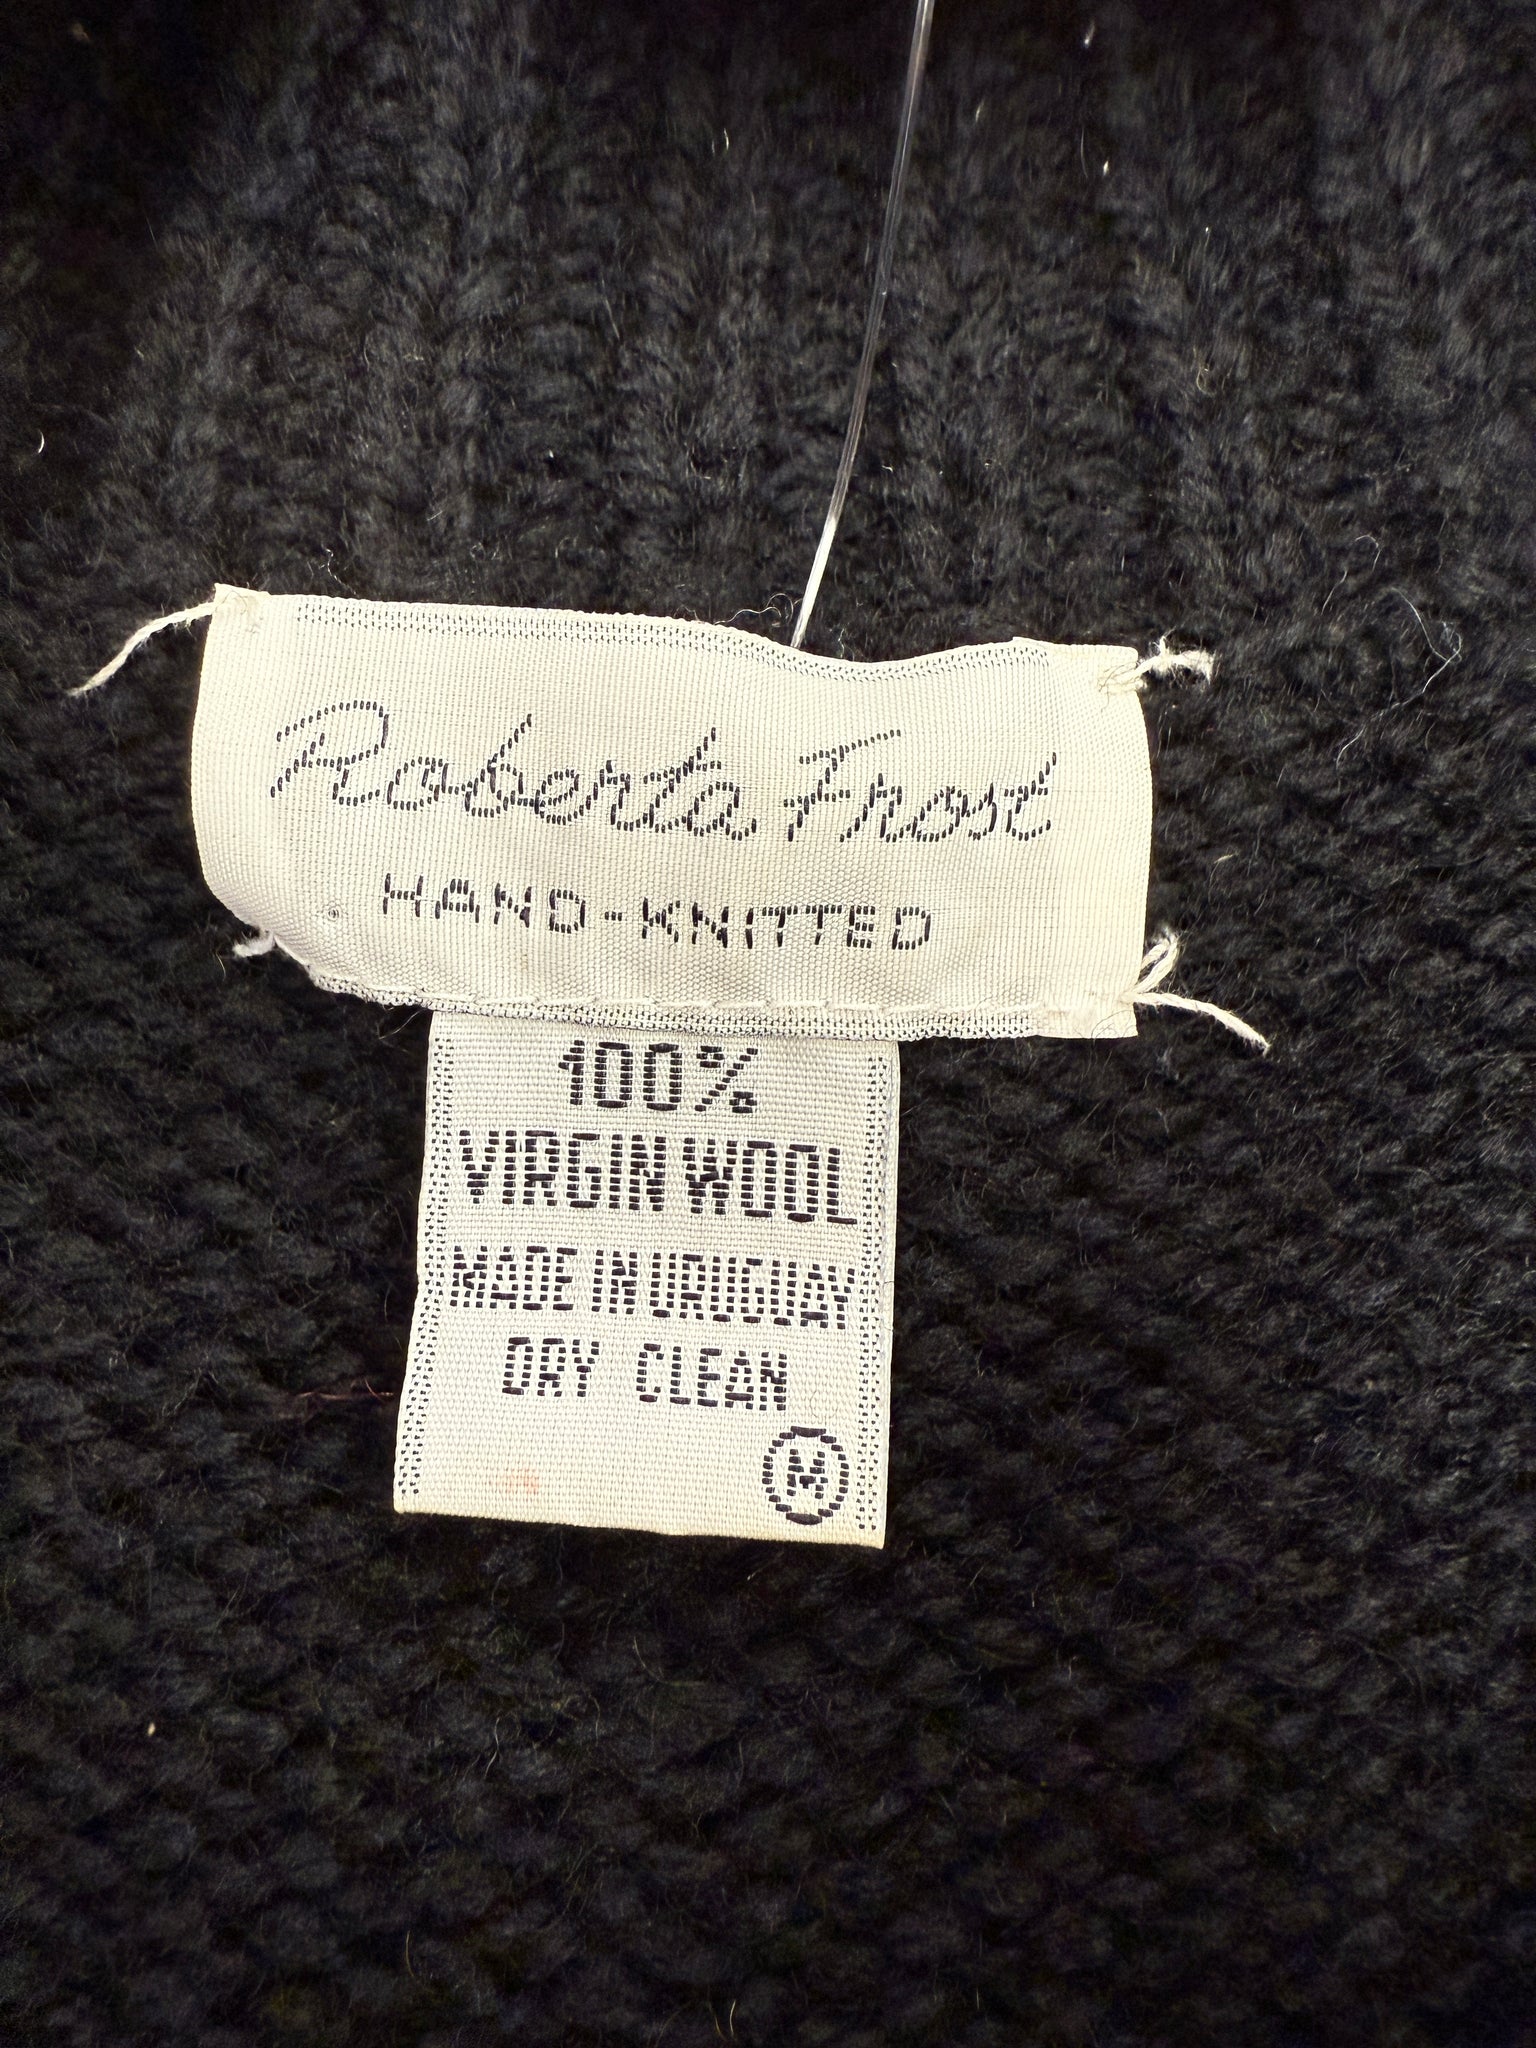 Roberta Frost
HAND-KNITTED
100%
VIRGIN WOOL
MADE IN URUGUAY
DRY CLEAN
M